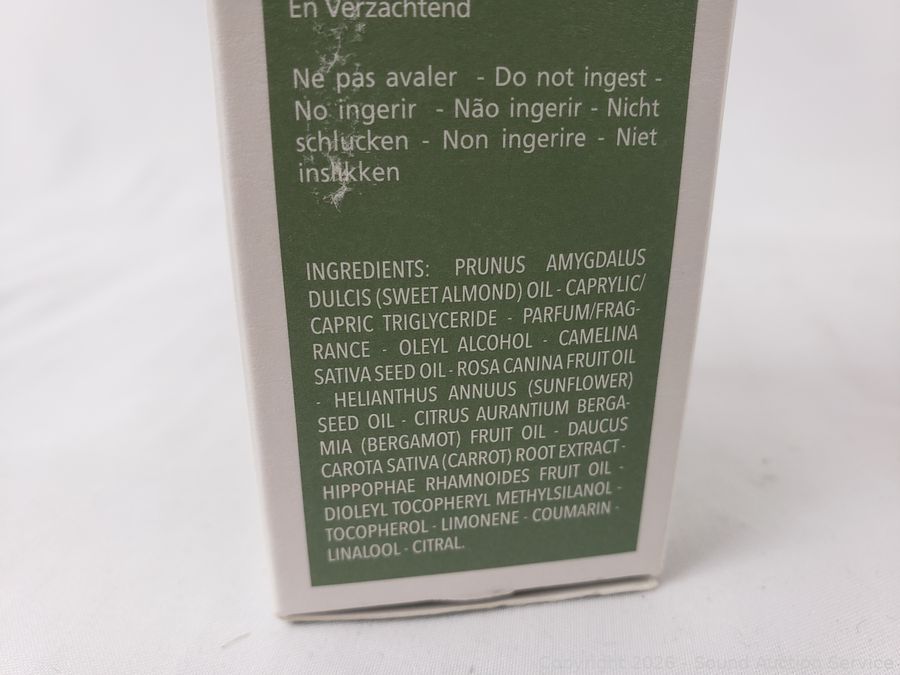 En Verzachtend
Ne pas avaler - Do not ingest -
No ingerir - Não ingerir - Nicht
schlucken - Non ingerire - Niet
inslikken
INGREDIENTS: PRUNUS AMYGDALUS
DULCIS (SWEET ALMOND) OIL - CAPRYLIC/
CAPRIC TRIGLYCERIDE - PARFUM/FRAG-
RANCE - OLEYL ALCOHOL - CAMELINA
SATIVA SEED OIL - ROSA CANINA FRUIT OIL
- HELIANTHUS ANNUUS (SUNFLOWER)
SEED OIL - CITRUS AURANTIUM BERGA-
MIA (BERGAMOT) FRUIT OIL - DAUCUS
CAROTA SATIVA (CARROT) ROOT EXTRACT -
HIPPOPHAE RHAMNOIDES FRUIT OIL -
DIOLEYL TOCOPHERYL METHYLSILANOL -
TOCOPHEROL - LIMONENE - COUMARIN -
LINALOOL - CITRAL.
Copyright 2026 - Sound Auction Service